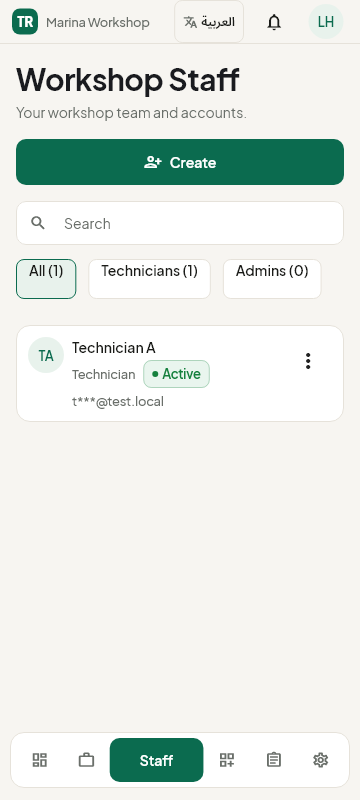 TR Marina Workshop العربية LH
Workshop Staff
Your workshop team and accounts.
Create
Search
All (1) Technicians (1) Admins (0)
TA Technician A
Technician Active
t***@test.local
Staff